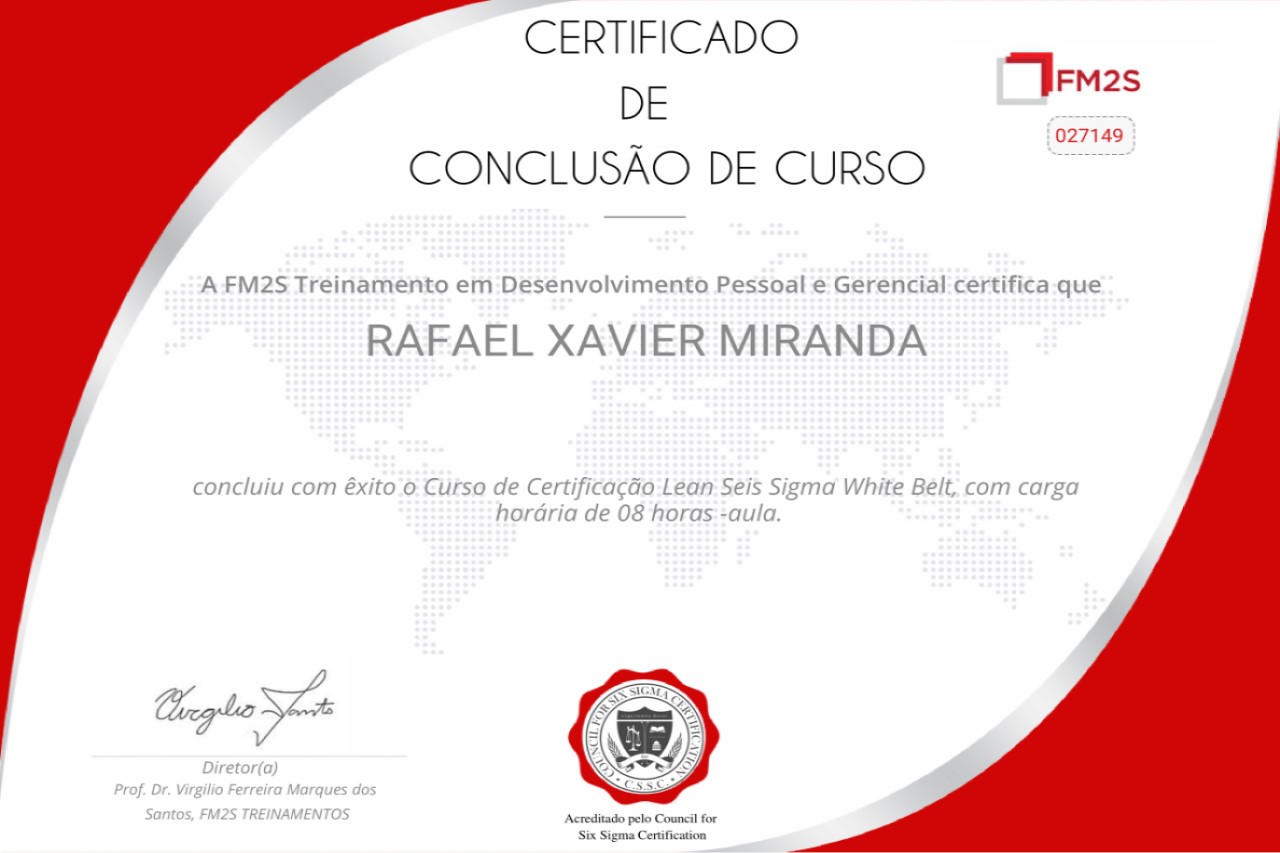 CERTIFICADO
DE
CONCLUSÃO DE CURSO
FM2S
027149
A FM2S Treinamento em Desenvolvimento Pessoal e Gerencial certifica que
RAFAEL XAVIER MIRANDA
concluiu com êxito o Curso de Certificação Lean Seis Sigma White Belt, com carga
horária de 08 horas -aula.
Virgilio Santos
Diretor(a)
Prof. Dr. Virgilio Ferreira Marques dos
Santos, FM2S TREINAMENTOS
COUNCIL FOR SIX SIGMA CERTIFICATION
C.S.S.C.
Acreditado pelo Council for
Six Sigma Certification